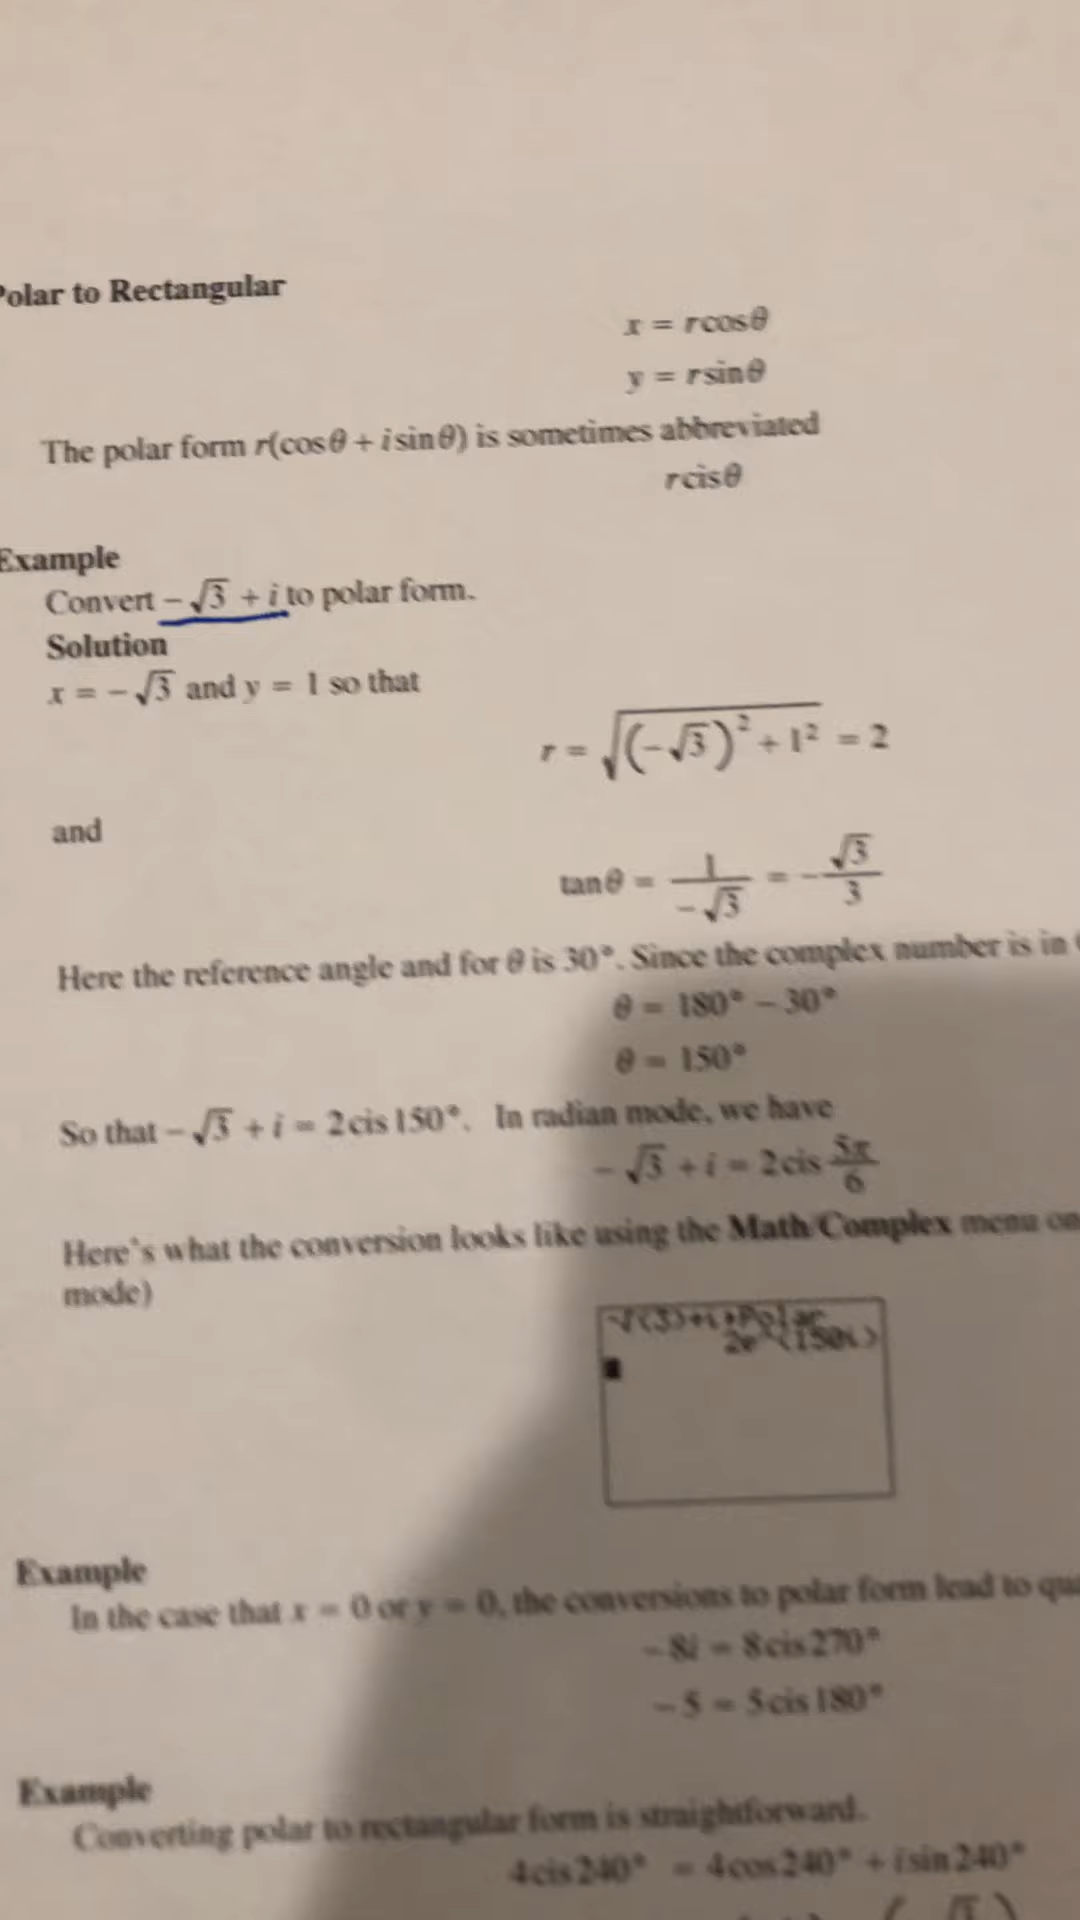 Polar to Rectangular
x = rcosθ
y = rsinθ
The polar form r(cosθ + isinθ) is sometimes abbreviated
rcisθ
Example
Convert −√3 + i to polar form.
Solution
x = −√3 and y = 1 so that
r = √((−√3)² + 1²) = 2
and
tanθ = 1/(−√3) = −√3/3
Here the reference angle and for θ is 30°. Since the complex number is in
θ = 180° − 30°
θ = 150°
So that −√3 + i = 2cis150°. In radian mode, we have
−√3 + i = 2cis 5π/6
Here's what the conversion looks like using the Math/Complex menu on
mode)
Example
In the case that x = 0 or y = 0, the conversions to polar form lead to
−8i = 8cis270°
−5 = 5cis180°
Example
Converting polar to rectangular form is straightforward.
4cis240° = 4cos240° + isin240°